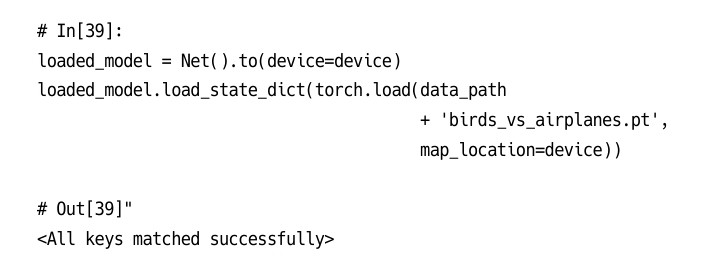 # In[39]:
loaded_model = Net().to(device=device)
loaded_model.load_state_dict(torch.load(data_path
+ 'birds_vs_airplanes.pt',
map_location=device))
# Out[39]"
<All keys matched successfully>